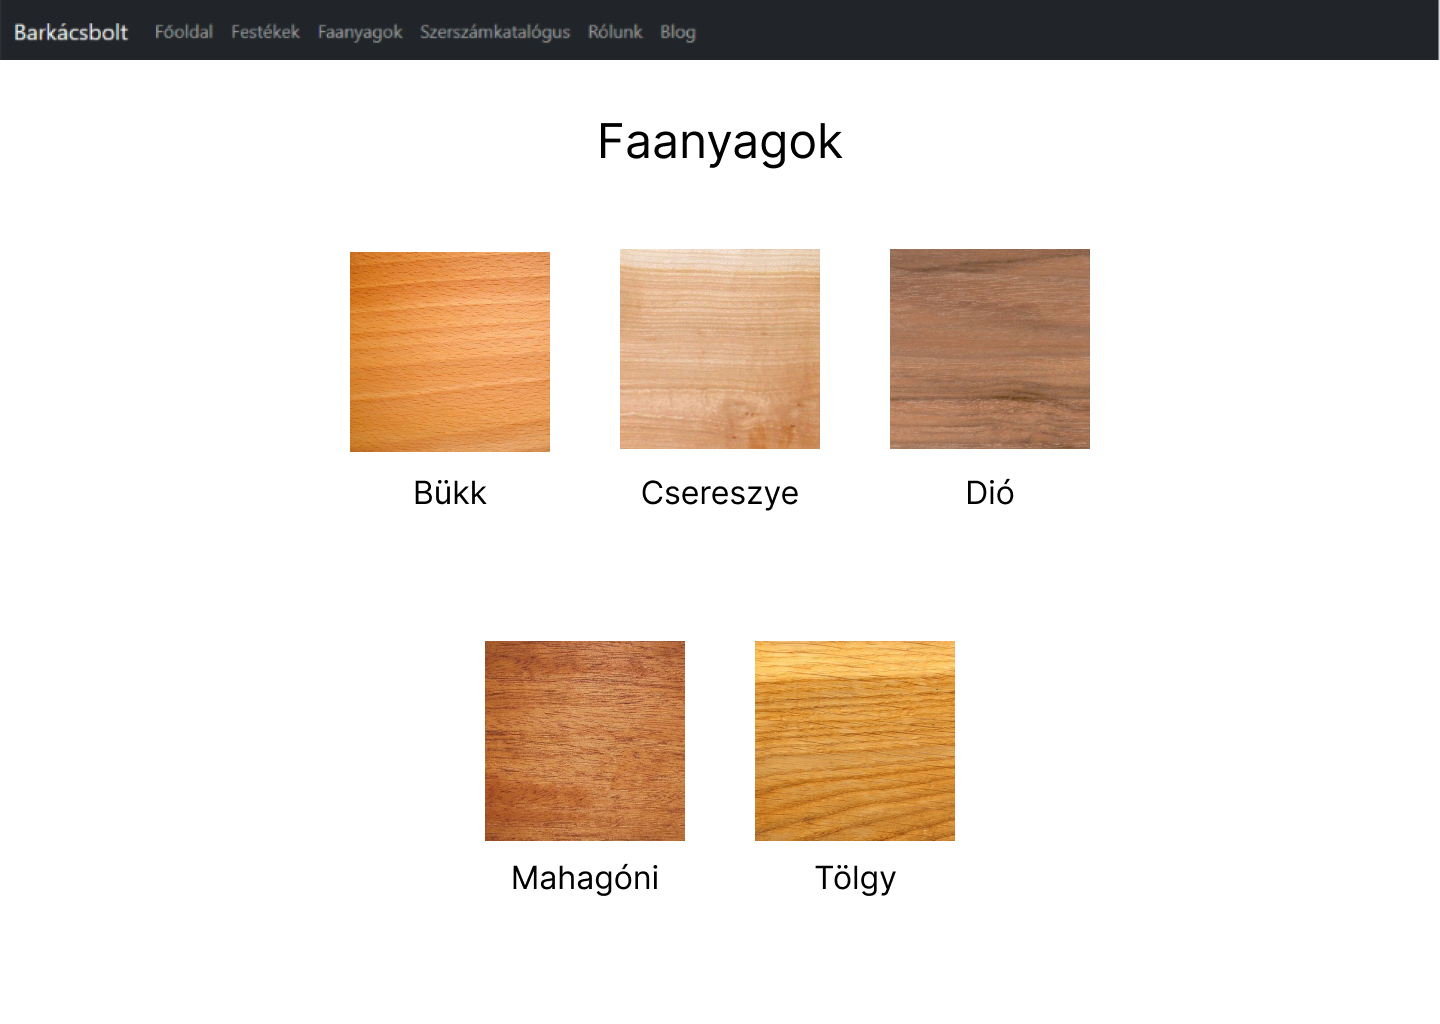 Barkácsbolt Főoldal Festékek Faanyagok Szerszámkatalógus Rólunk Blog
Faanyagok
Bükk Csereszye Dió
Mahagóni Tölgy